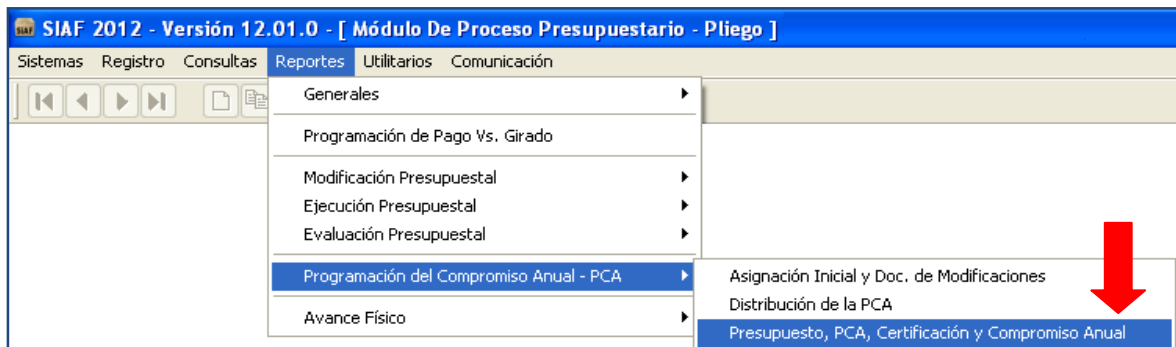 SIAF 2012 - Versión 12.01.0 - [ Módulo De Proceso Presupuestario - Pliego ]
Sistemas Registro Consultas Reportes Utilitarios Comunicación
Generales
Programación de Pago Vs. Girado
Modificación Presupuestal
Ejecución Presupuestal
Evaluación Presupuestal
Programación del Compromiso Anual - PCA
Avance Físico
Asignación Inicial y Doc. de Modificaciones
Distribución de la PCA
Presupuesto, PCA, Certificación y Compromiso Anual